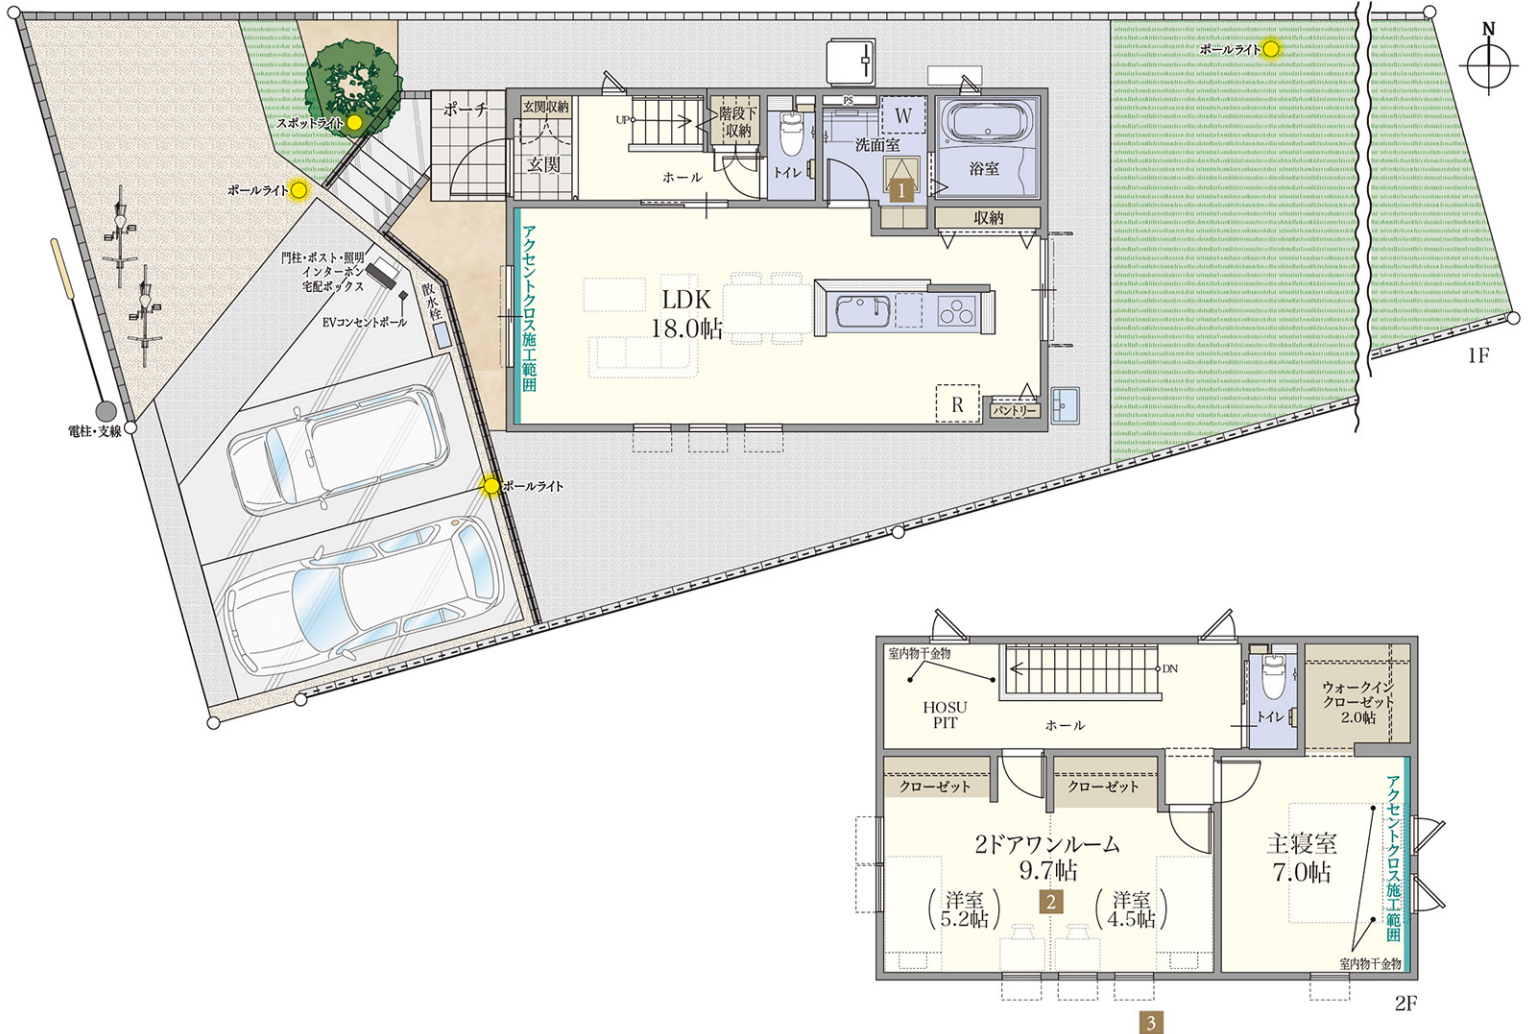 N
ポールライト
スポットライト
ポールライト
門柱・ポスト・照明
インターホン
宅配ボックス
EVコンセントポール
散水栓
電柱・支線
ポールライト
ポーチ
玄関収納
玄関
UP
階段下
収納
ホール
トイレ
PS
W
洗面室
1
浴室
収納
アクセントクロス施工範囲
LDK
18.0帖
R
パントリー
1F
室内物干金物
HOSU
PIT
DN
ホール
トイレ
ウォークイン
クローゼット
2.0帖
クローゼット
クローゼット
2ドアワンルーム
9.7帖
2
(洋室
5.2帖)
(洋室
4.5帖)
主寝室
7.0帖
アクセントクロス施工範囲
室内物干金物
2F
3